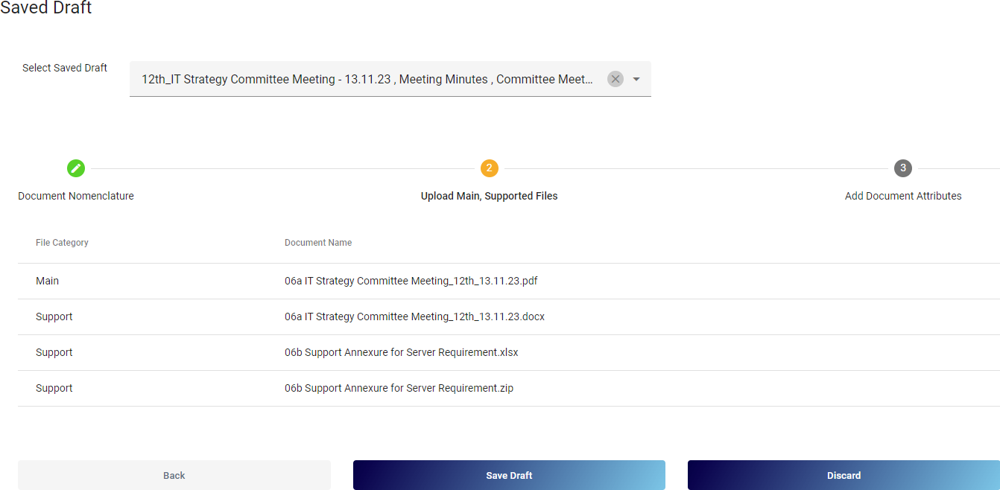 Saved Draft
Select Saved Draft
12th_IT Strategy Committee Meeting - 13.11.23 , Meeting Minutes , Committee Meet...
2
3
Document Nomenclature
Upload Main, Supported Files
Add Document Attributes
File Category Document Name
Main 06a IT Strategy Committee Meeting_12th_13.11.23.pdf
Support 06a IT Strategy Committee Meeting_12th_13.11.23.docx
Support 06b Support Annexure for Server Requirement.xlsx
Support 06b Support Annexure for Server Requirement.zip
Back Save Draft Discard